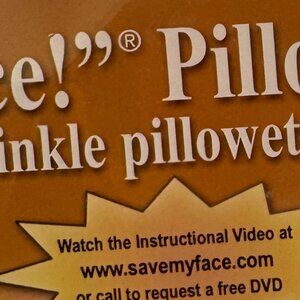 ce!”® Pillo
inkle pillowet
Watch the Instructional Video at
www.savemyface.com
or call to request a free DVD